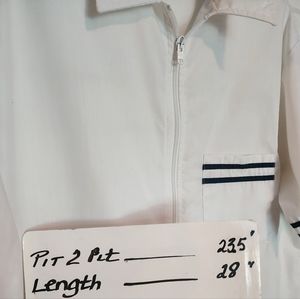 Pit 2 Pit — 23.5"
Length — 28"